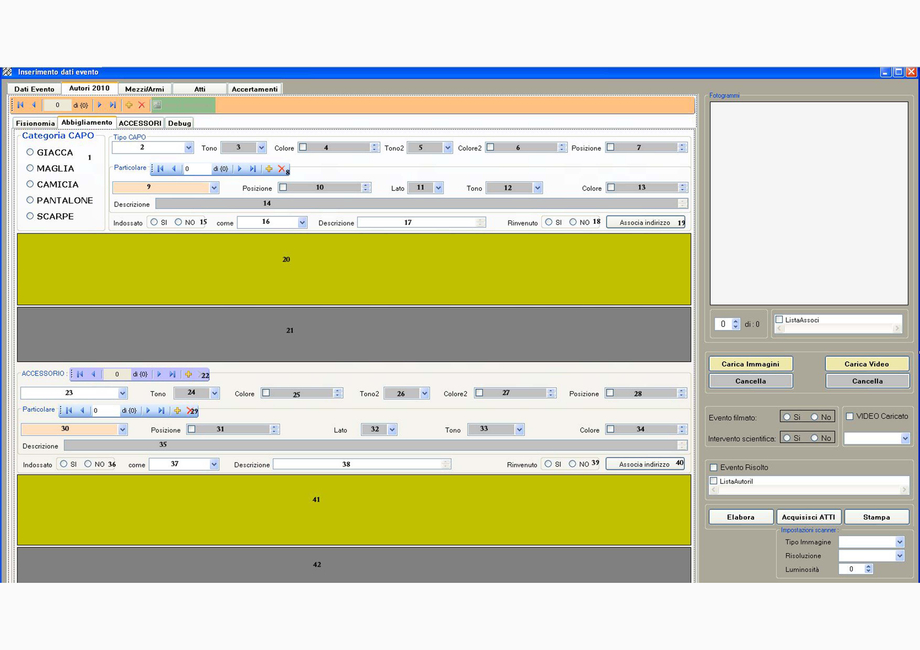 Inserimento dati evento
Dati Evento Autori 2010 Mezzi/Armi Atti Accertamenti
0 di {0}
Fisionomia Abbigliamento ACCESSORI Debug
Categoria CAPO
GIACCA 1
MAGLIA
CAMICIA
PANTALONE
SCARPE
Tipo CAPO
2 Tono 3 Colore 4 Tono2 5 Colore2 6 Posizione 7
Particolare 0 di {0} 8
9 Posizione 10 Lato 11 Tono 12 Colore 13
Descrizione 14
Indossato SI NO 15 come 16 Descrizione 17 Rinvenuto SI NO 18 Associa indirizzo 19
20
21
ACCESSORIO : 0 di {0} 22
23 Tono 24 Colore 25 Tono2 26 Colore2 27 Posizione 28
Particolare 0 di {0} 29
30 Posizione 31 Lato 32 Tono 33 Colore 34
Descrizione 35
Indossato SI NO 36 come 37 Descrizione 38 Rinvenuto SI NO 39 Associa indirizzo 40
41
42
Fotogrammi
0 di : 0 ListaAssoci
Carica Immagini Carica Video
Cancella Cancella
Evento filmato: Si No VIDEO Caricato
Intervento scientifica: Si No
Evento Risolto
ListaAutoriI
Elabora Acquisisci ATTI Stampa
Impostazioni scanner
Tipo Immagine
Risoluzione
Luminosità 0